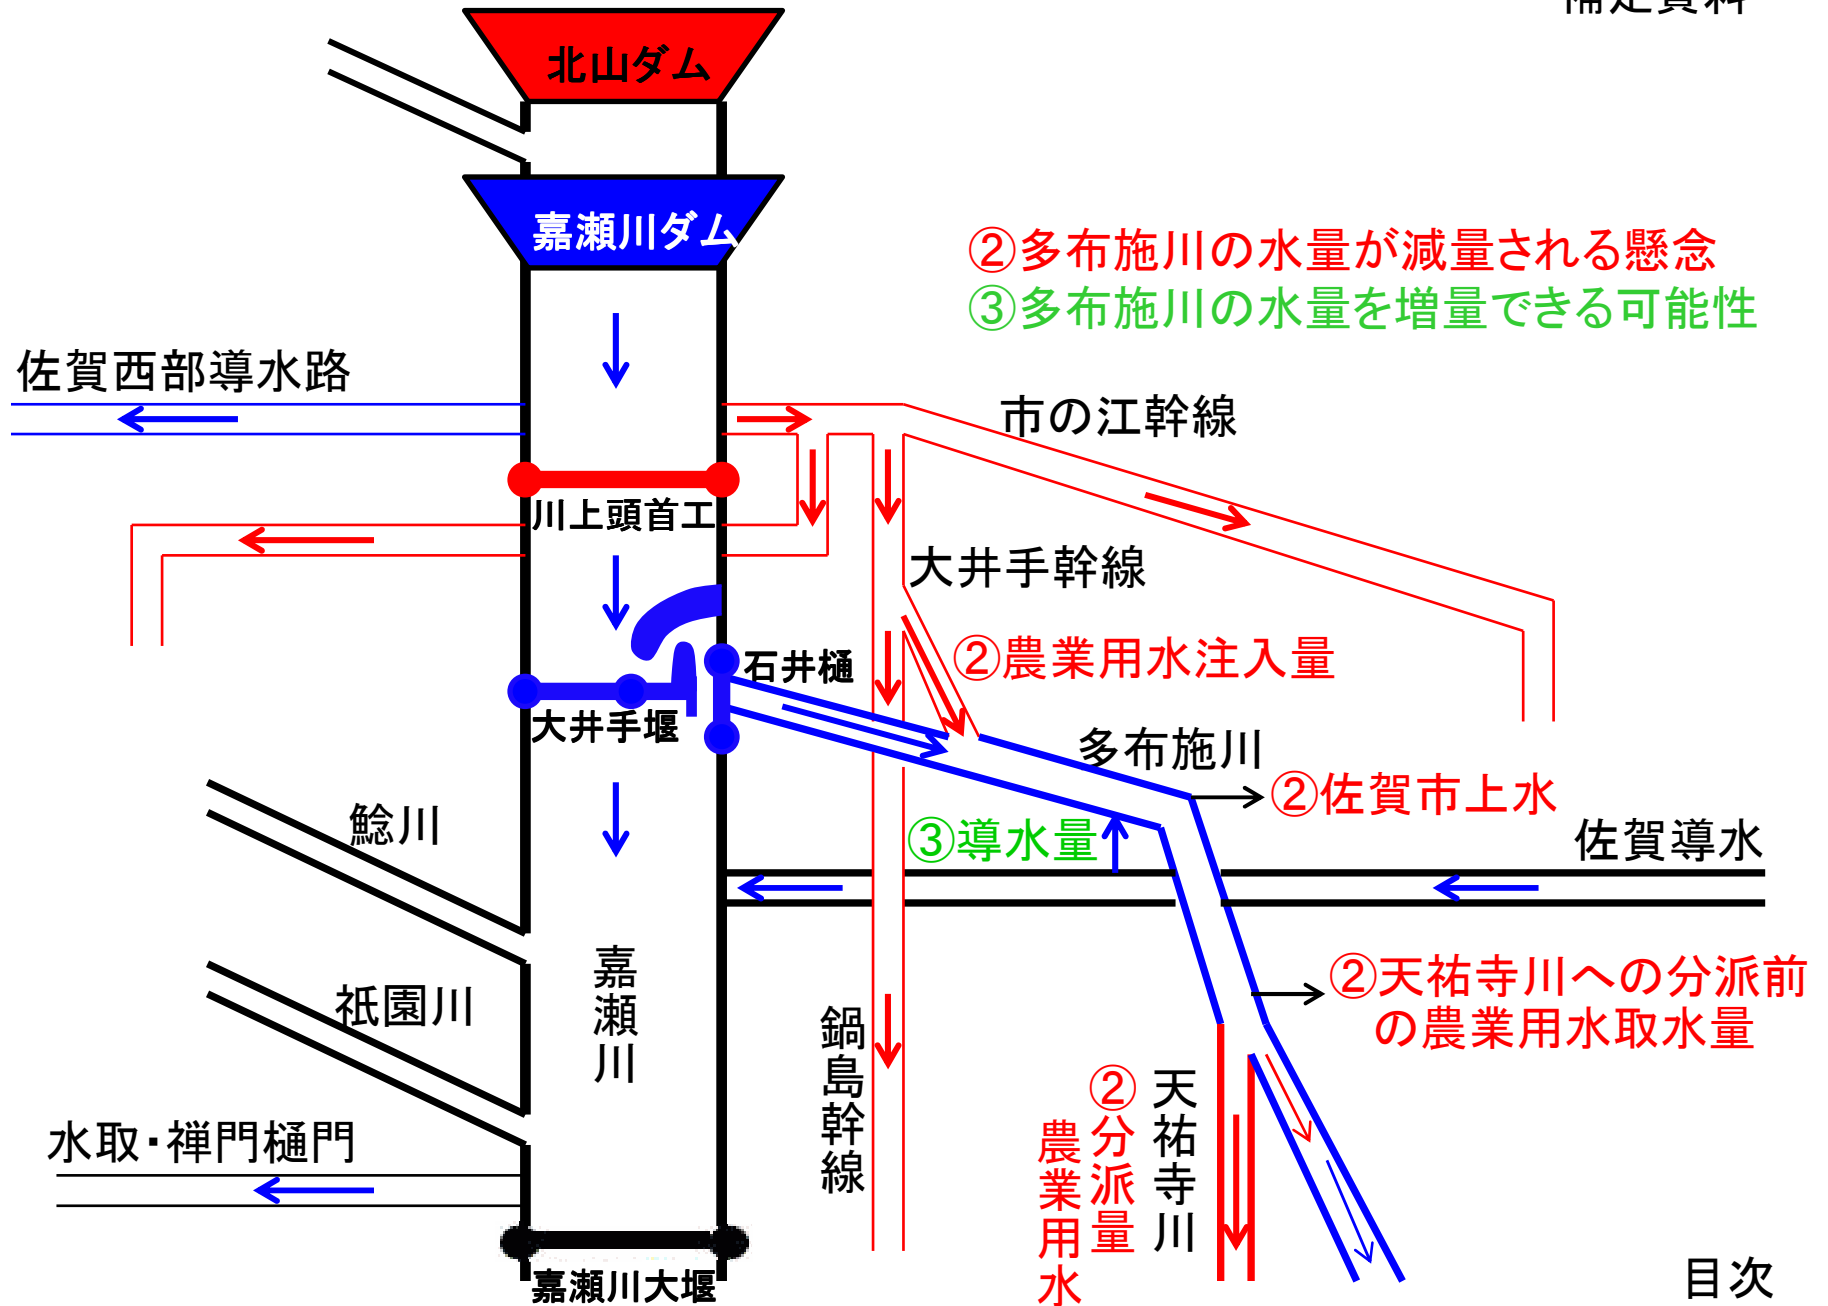 補足資料
北山ダム
嘉瀬川ダム
②多布施川の水量が減量される懸念
③多布施川の水量を増量できる可能性
佐賀西部導水路
市の江幹線
川上頭首工
大井手幹線
石井樋
②農業用水注入量
大井手堰
多布施川
②佐賀市上水
鯰川
③導水量
佐賀導水
嘉瀬川
②天祐寺川への分派前
の農業用水取水量
祇園川
鍋島幹線
天祐寺川
②分派量
農業用水
水取・禅門樋門
嘉瀬川大堰
目次